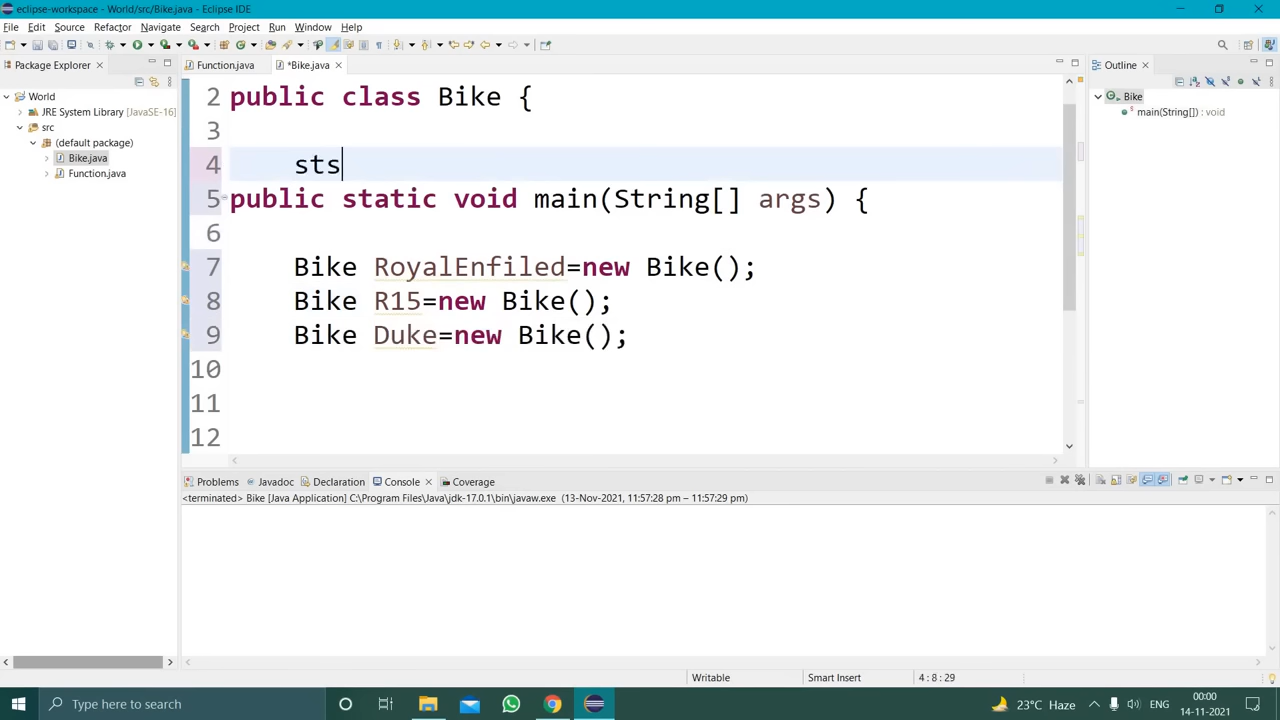 eclipse-workspace - World/src/Bike.java - Eclipse IDE
File Edit Source Refactor Navigate Search Project Run Window Help
Package Explorer
Function.java
*Bike.java
Outline
World
JRE System Library [JavaSE-16]
src
(default package)
Bike.java
Function.java
2 public class Bike {
3
4 sts
5 public static void main(String[] args) {
6
7 Bike RoyalEnfiled=new Bike();
8 Bike R15=new Bike();
9 Bike Duke=new Bike();
10
11
12
Bike
main(String[]) : void
Problems Javadoc Declaration Console Coverage
<terminated> Bike [Java Application] C:\Program Files\Java\jdk-17.0.1\bin\javaw.exe (13-Nov-2021, 11:57:28 pm – 11:57:29 pm)
Writable Smart Insert 4 : 8 : 29
Type here to search
23°C Haze
ENG
00:00
14-11-2021